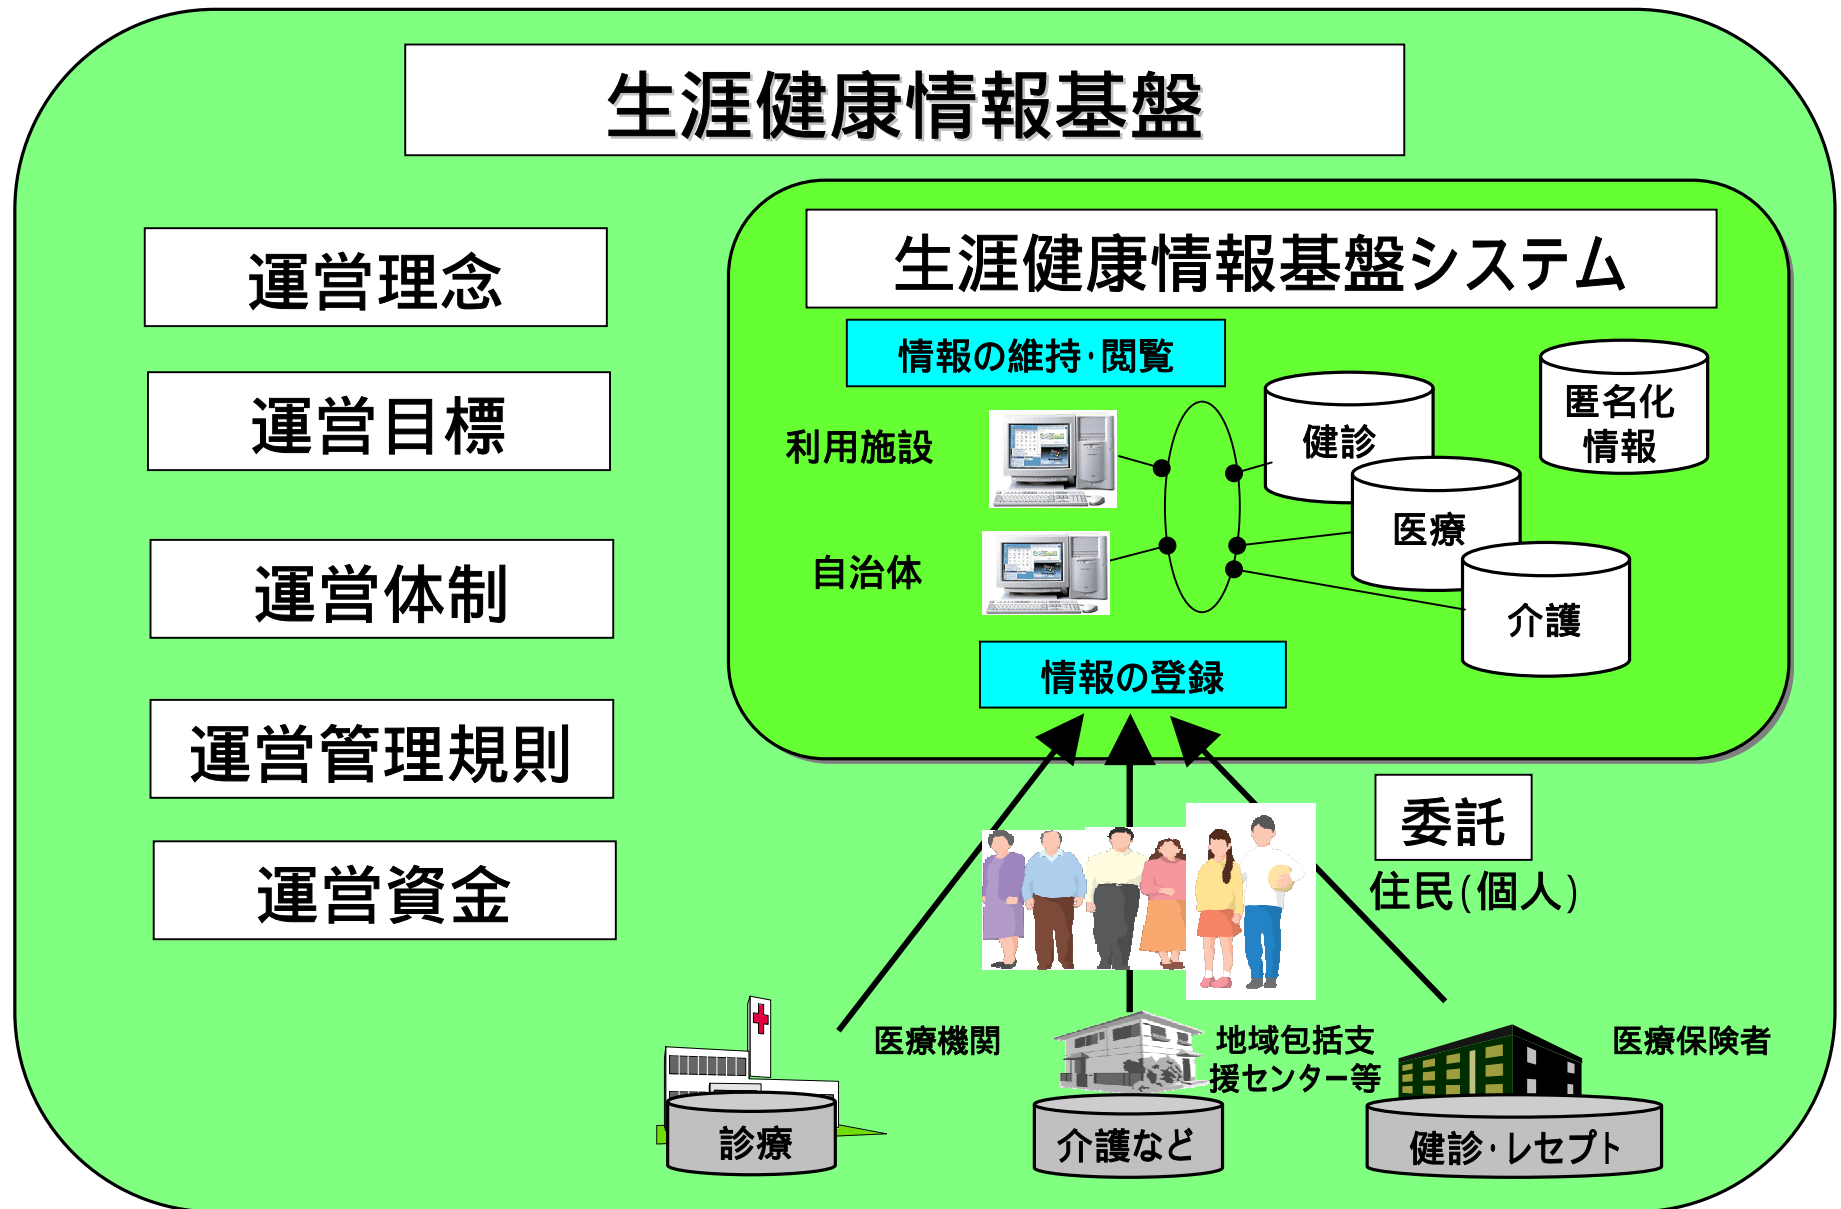 生涯健康情報基盤
運営理念
運営目標
運営体制
運営管理規則
運営資金
生涯健康情報基盤システム
情報の維持･閲覧
利用施設
自治体
健診
医療
介護
匿名化
情報
情報の登録
委託
住民(個人)
医療機関
地域包括支
援センター等
医療保険者
診療
介護など
健診･レセプト